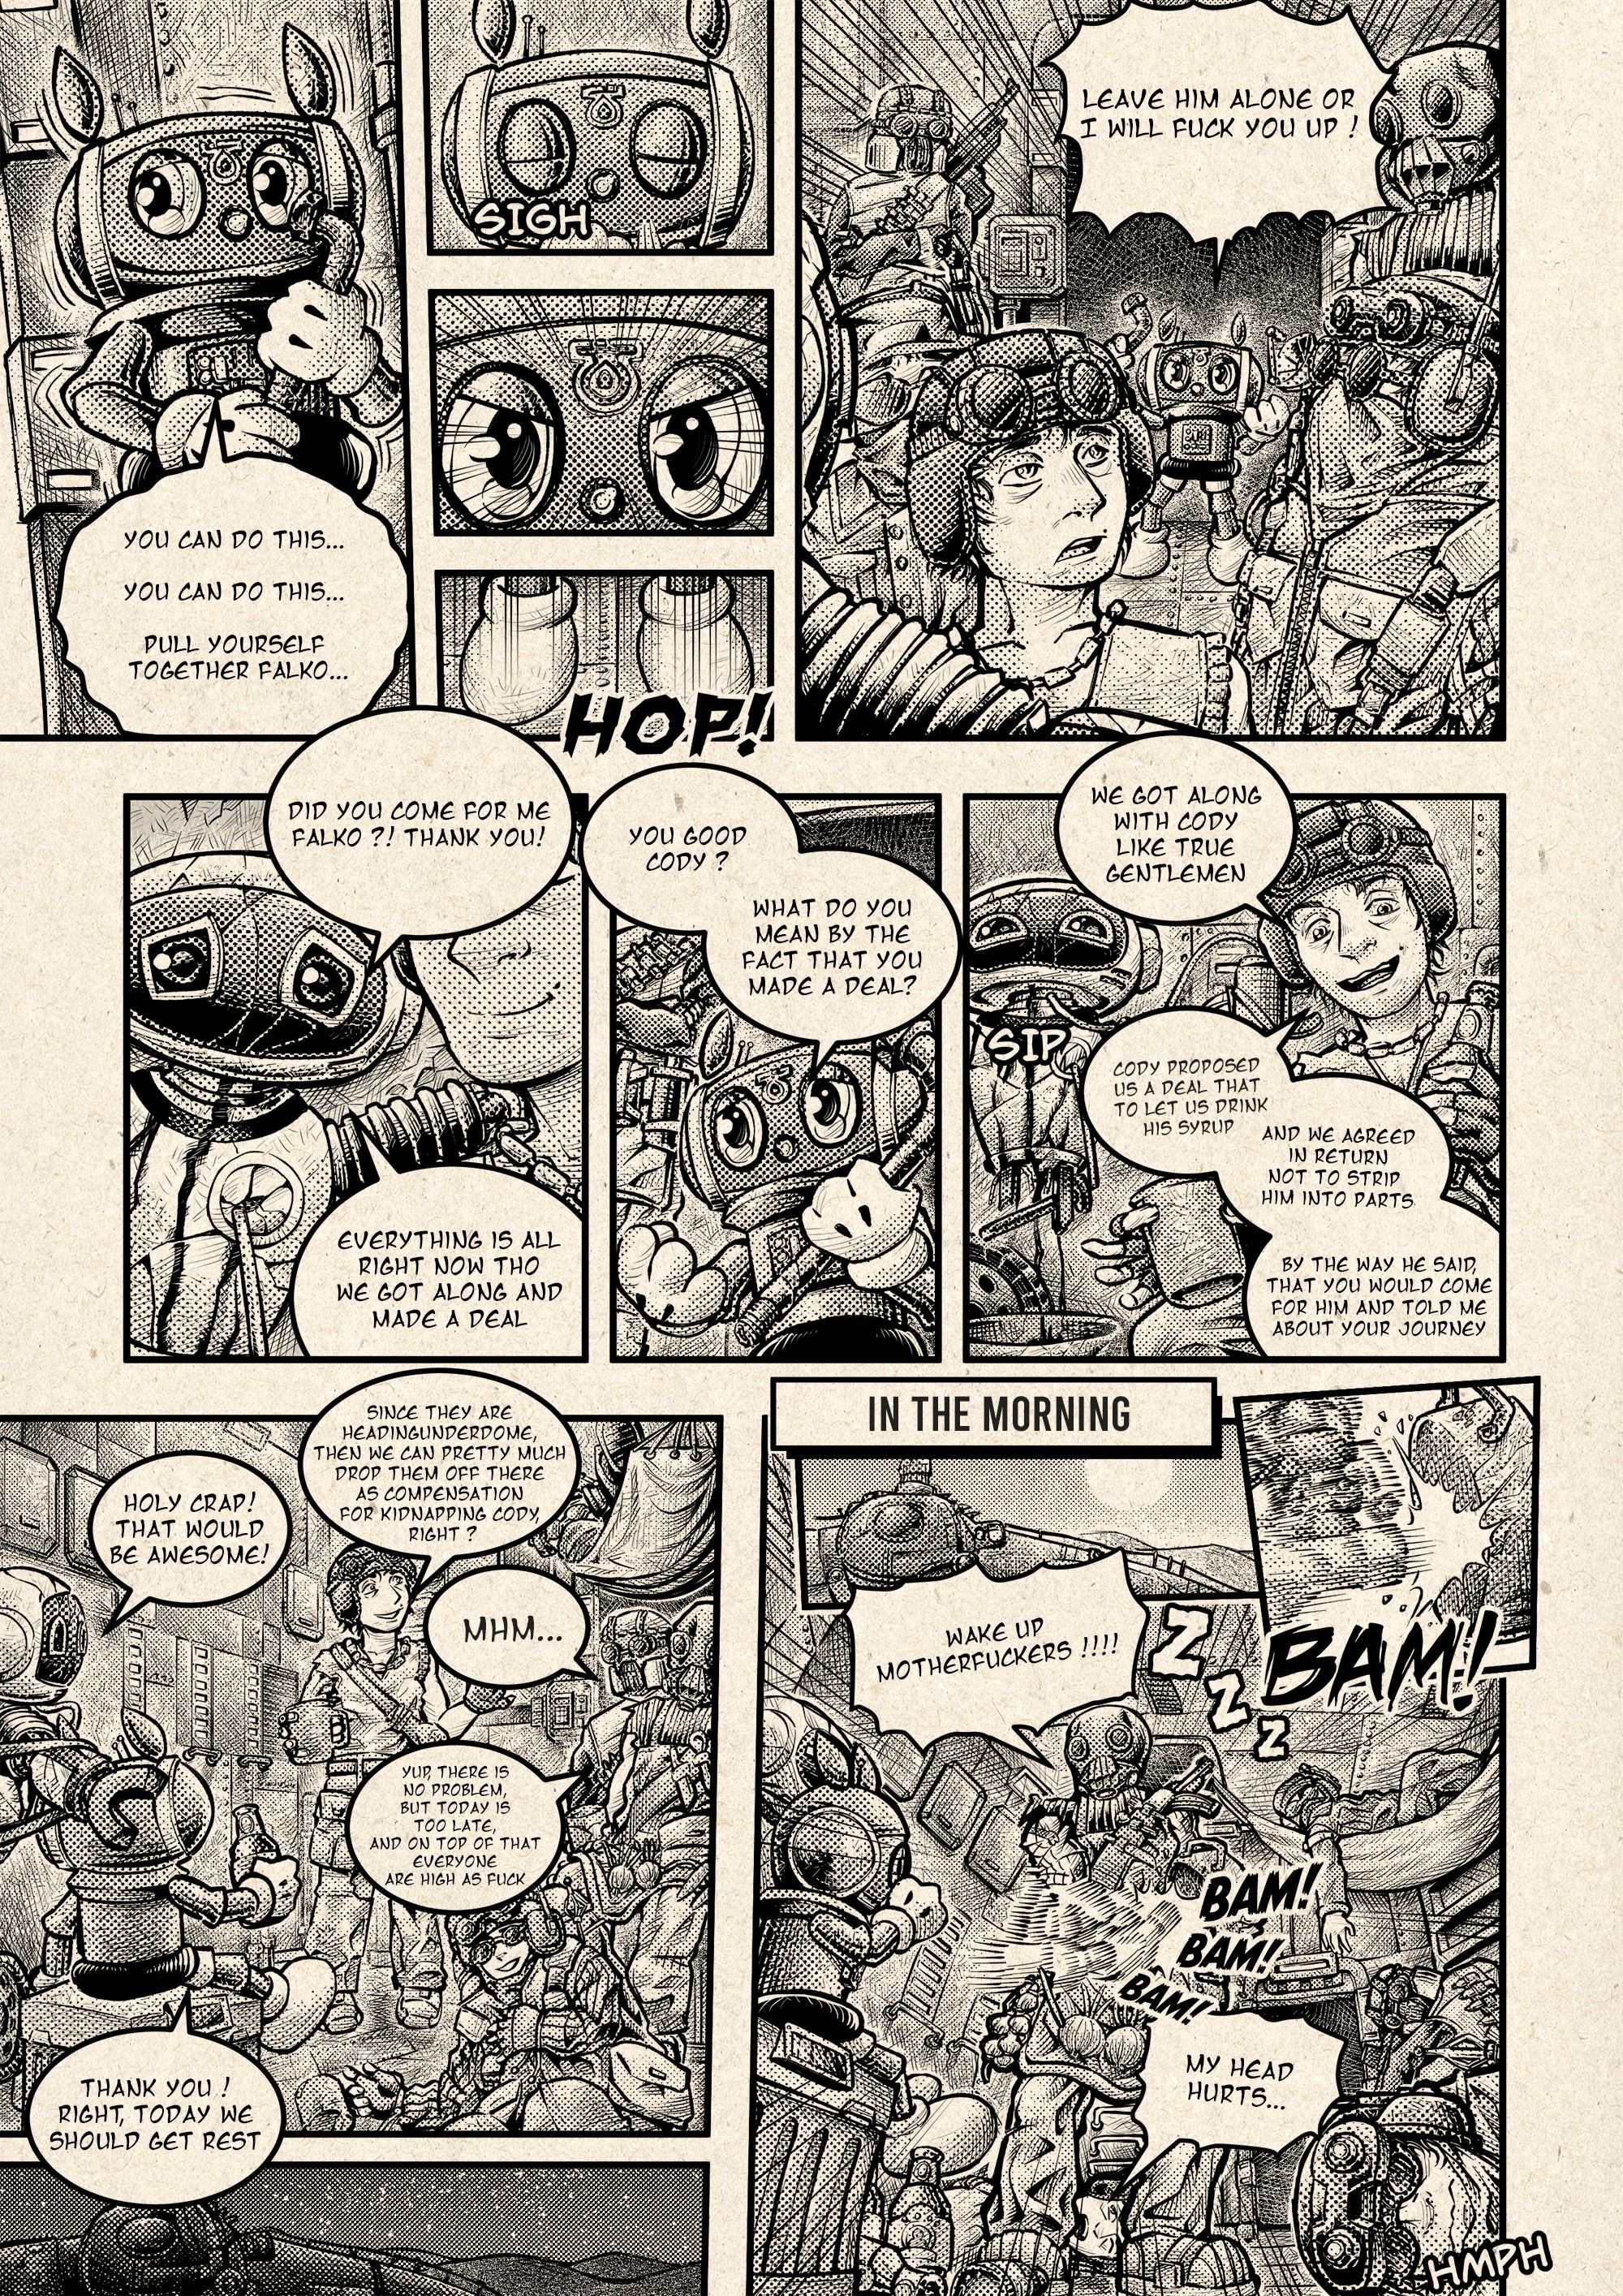 YOU CAN DO THIS...
YOU CAN DO THIS...
PULL YOURSELF
TOGETHER FALKO...
SIGH
HOP!
LEAVE HIM ALONE OR
I WILL FUCK YOU UP !
DID YOU COME FOR ME
FALKO ?! THANK YOU!
EVERYTHING IS ALL
RIGHT NOW THO
WE GOT ALONG AND
MADE A DEAL
YOU GOOD
CODY ?
WHAT DO YOU
MEAN BY THE
FACT THAT YOU
MADE A DEAL?
WE GOT ALONG
WITH CODY
LIKE TRUE
GENTLEMEN
SIP
CODY PROPOSED
US A DEAL THAT
TO LET US DRINK
HIS SYRUP
AND WE AGREED
IN RETURN
NOT TO STRIP
HIM INTO PARTS
BY THE WAY HE SAID,
THAT YOU WOULD COME
FOR HIM AND TOLD ME
ABOUT YOUR JOURNEY
SINCE THEY ARE
HEADINGUNDERDOME,
THEN WE CAN PRETTY MUCH
DROP THEM OFF THERE
AS COMPENSATION
FOR KIDNAPPING CODY,
RIGHT ?
HOLY CRAP!
THAT WOULD
BE AWESOME!
MHM...
YUP, THERE IS
NO PROBLEM,
BUT TODAY IS
TOO LATE,
AND ON TOP OF THAT
EVERYONE
ARE HIGH AS FUCK
THANK YOU !
RIGHT, TODAY WE
SHOULD GET REST
IN THE MORNING
BAM!
WAKE UP
MOTHERFUCKERS !!!!
Z
Z
Z
BAM!
BAM!
BAM!
MY HEAD
HURTS...
HMPH